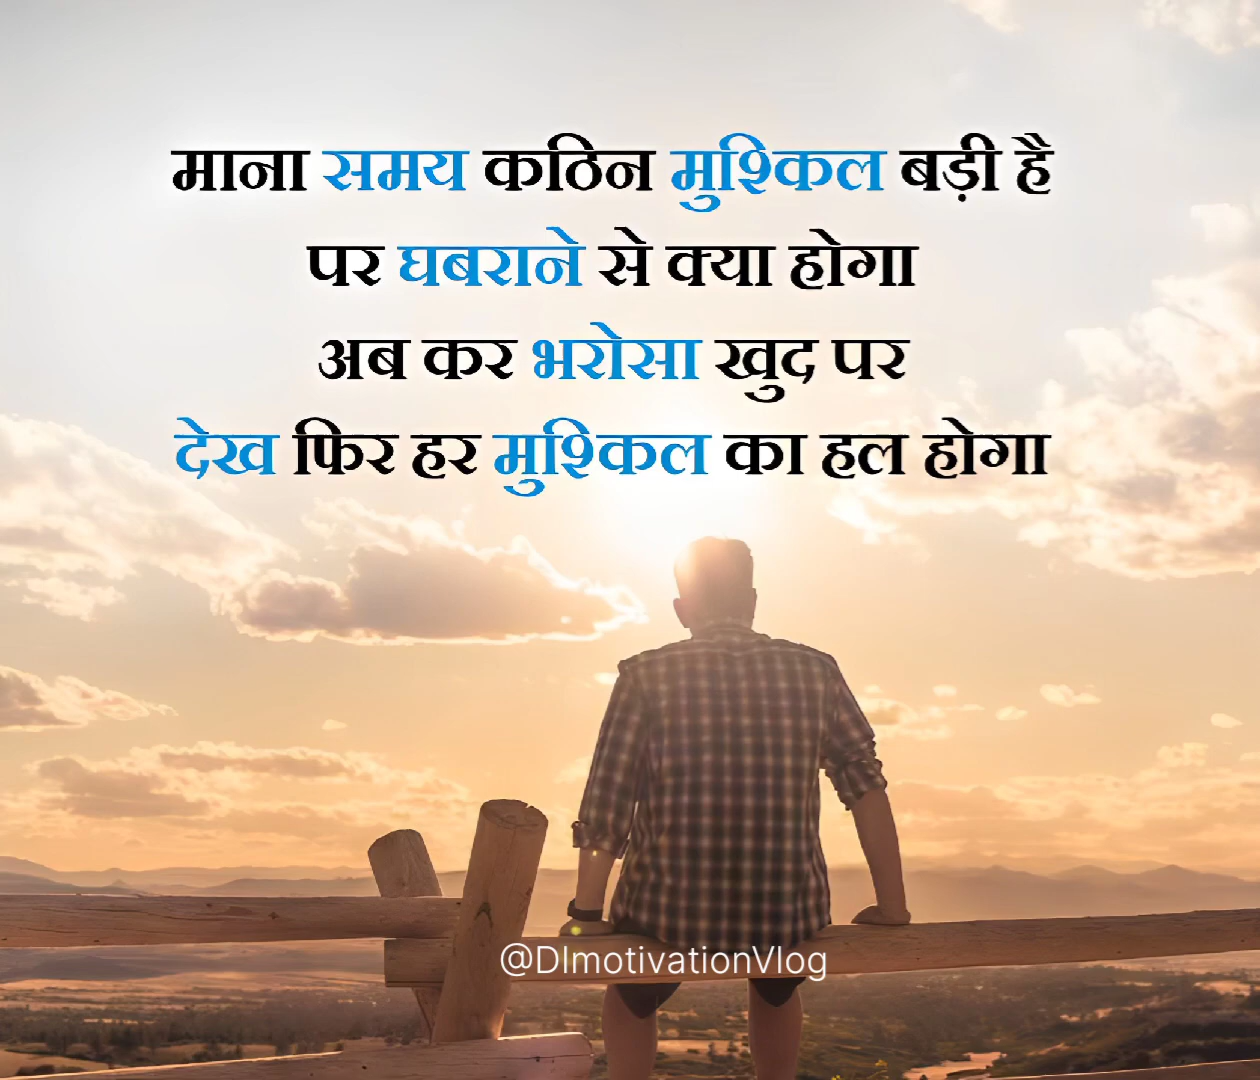 माना समय कठिन मुश्किल बड़ी है
पर घबराने से क्या होगा
अब कर भरोसा खुद पर
देख फिर हर मुश्किल का हल होगा
@DImotivationVlog